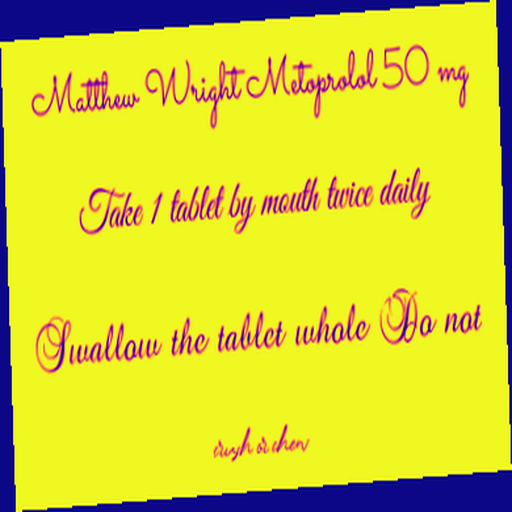 Matthew Wright Metoprolol 50 mg
Take 1 tablet by mouth twice daily
Swallow the tablet whole Do not
crush or chew